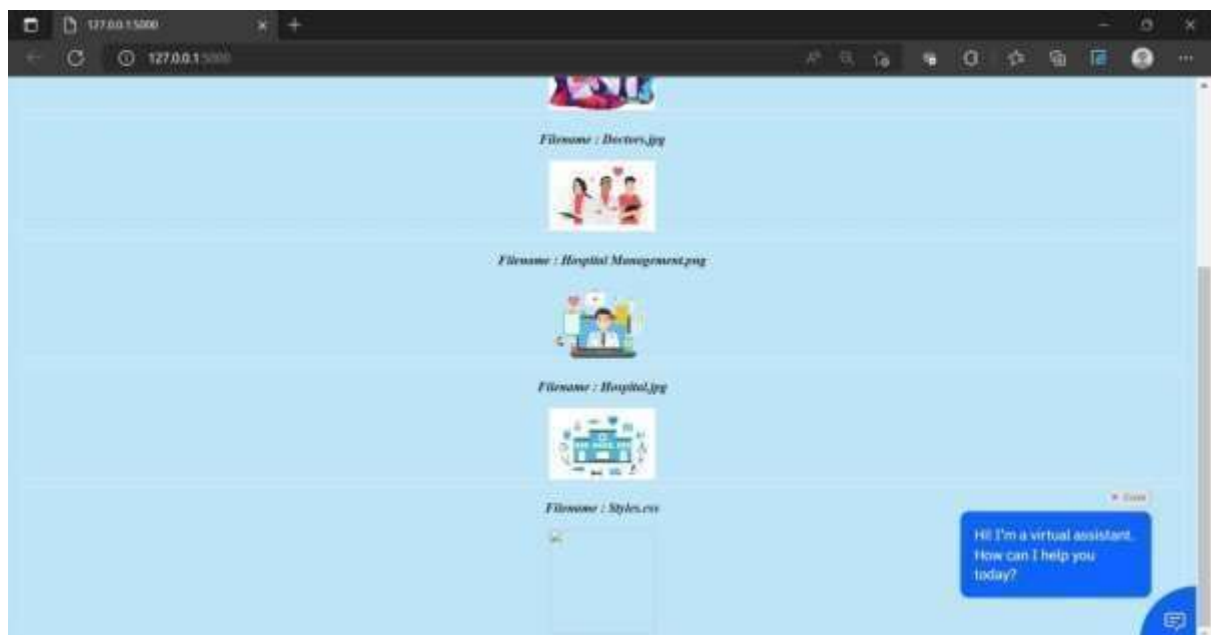 127.0.0.1:5000
127.0.0.1:5000
Filename : Doctors.jpg
Filename : Hospital Management.png
Filename : Hospital.jpg
Filename : Styles.css
× Close
Hi! I'm a virtual assistant.
How can I help you
today?